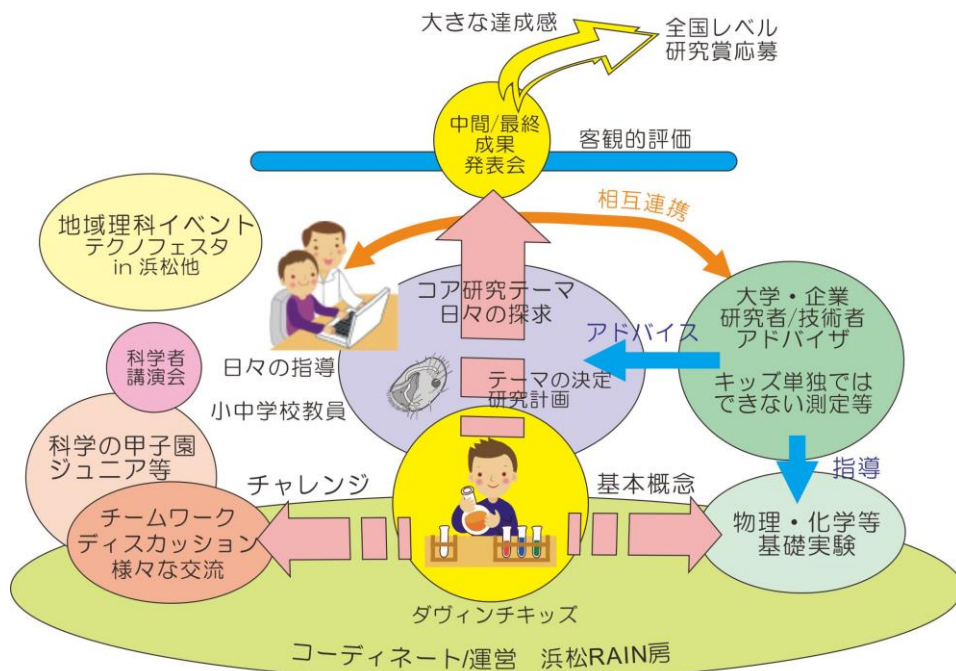 大きな達成感
全国レベル
研究賞応募
中間/最終
成果
発表会
客観的評価
相互連携
地域理科イベント
テクノフェスタ
in 浜松他
コア研究テーマ
日々の探求
大学・企業
研究者/技術者
アドバイザ
キッズ単独では
できない測定等
アドバイス
科学者
講演会
日々の指導
小中学校教員
テーマの決定
研究計画
科学の甲子園
ジュニア等
チャレンジ
基本概念
指導
チームワーク
ディスカッション
様々な交流
物理・化学等
基礎実験
ダヴィンチキッズ
コーディネート/運営 浜松RAIN房